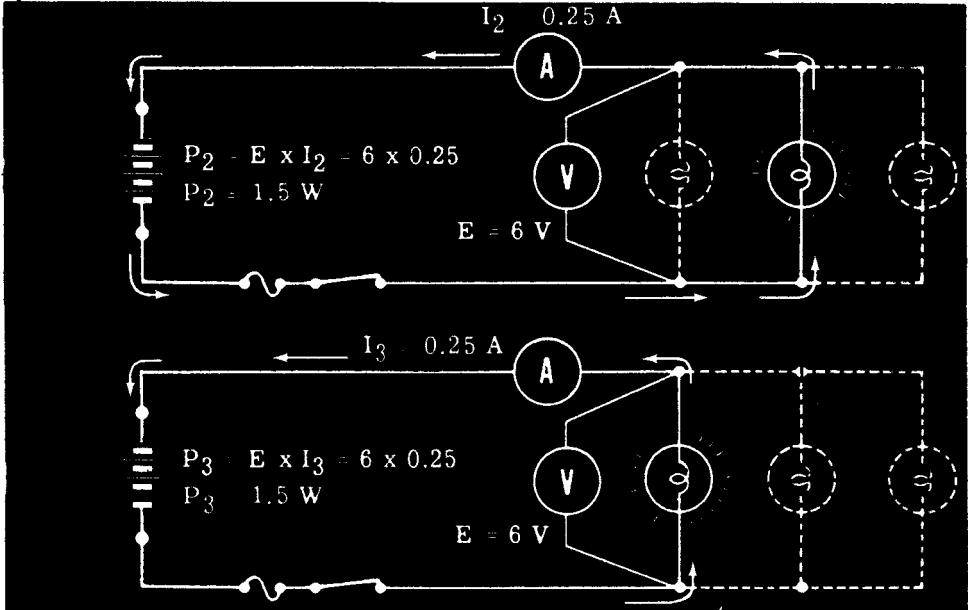 I₂ 0.25 A
A
P₂ - E x I₂ = 6 x 0.25
P₂ = 1.5 W
V
E = 6 V
I₃ 0.25 A
A
P₃ - E x I₃ = 6 x 0.25
P₃ 1.5 W
V
E = 6 V